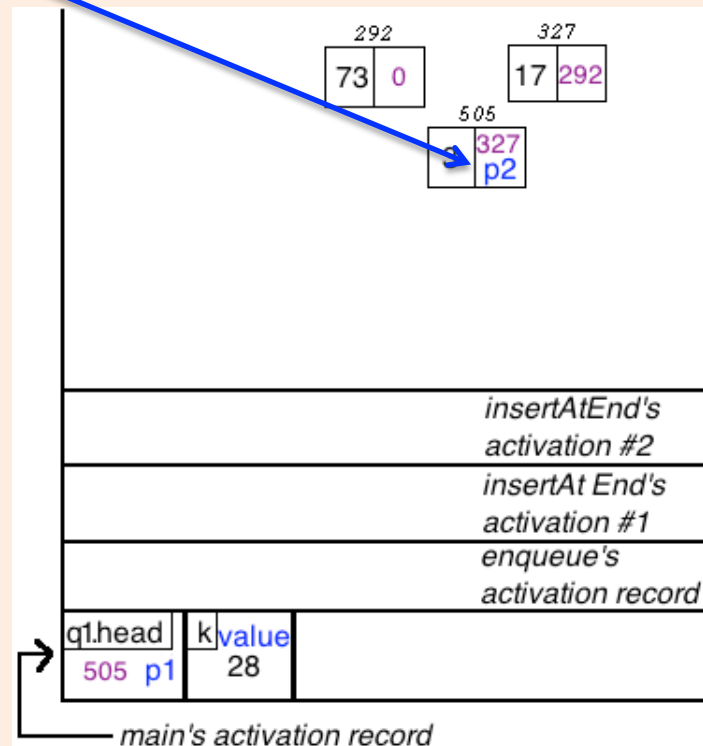 292
327
73 0
17 292
505
327
p2
insertAtEnd's
activation #2
insertAt End's
activation #1
enqueue's
activation record
q1.head k value
505 p1 28
main's activation record